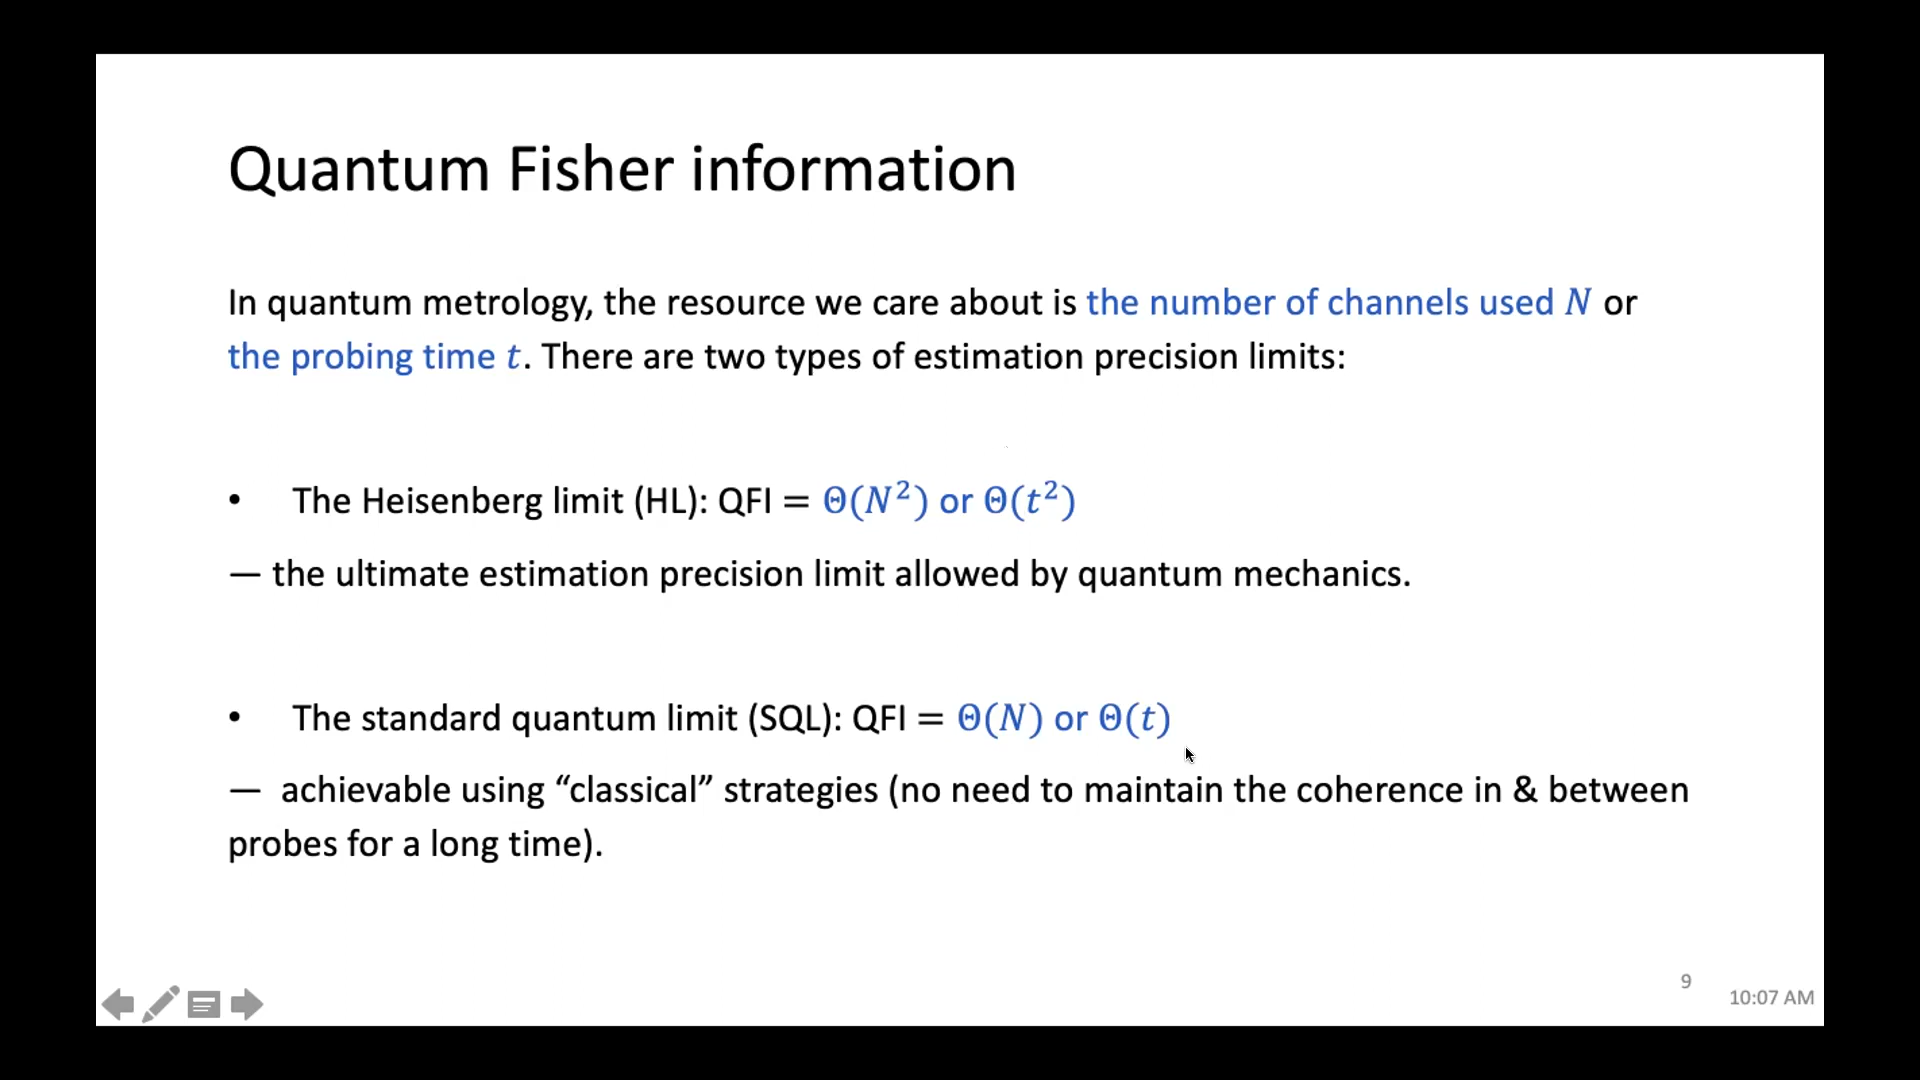 Quantum Fisher information
In quantum metrology, the resource we care about is the number of channels used N or
the probing time t. There are two types of estimation precision limits:
• The Heisenberg limit (HL): QFI = Θ(N²) or Θ(t²)
— the ultimate estimation precision limit allowed by quantum mechanics.
• The standard quantum limit (SQL): QFI = Θ(N) or Θ(t)
— achievable using “classical” strategies (no need to maintain the coherence in & between
probes for a long time).
9
10:07 AM